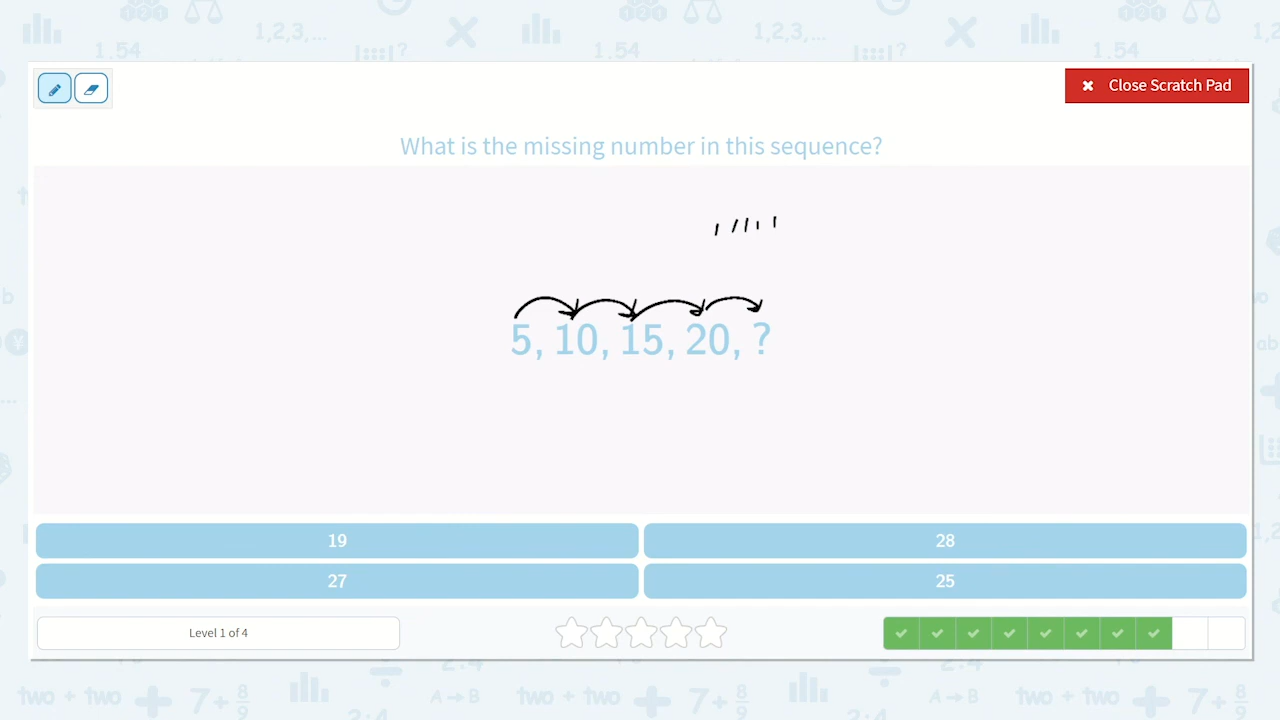 Close Scratch Pad
What is the missing number in this sequence?
5, 10, 15, 20, ?
19
28
27
25
Level 1 of 4